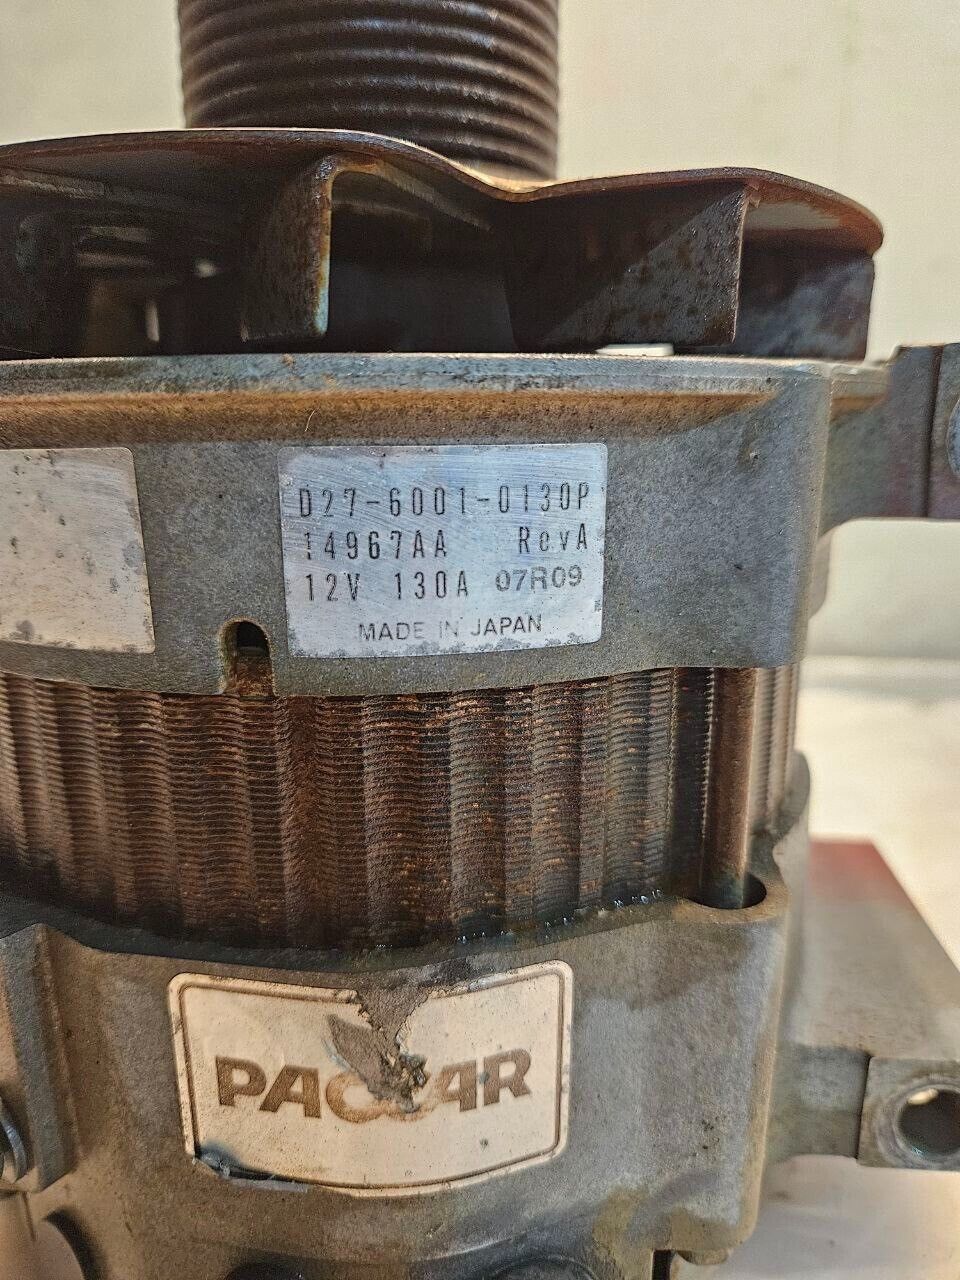 D27-6001-0130P
14967AA RevA
12V 130A 07R09
MADE IN JAPAN
PACCAR